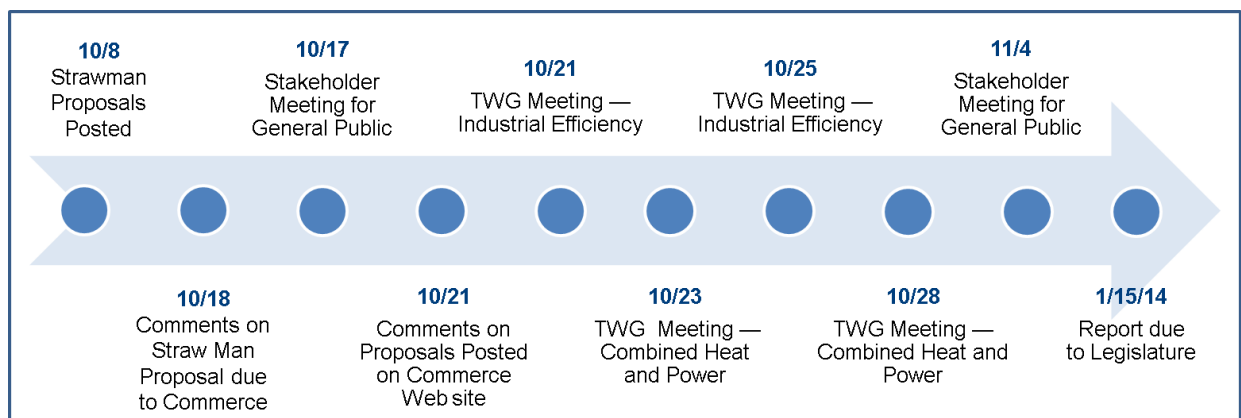 10/8
Strawman
Proposals
Posted
10/17
Stakeholder
Meeting for
General Public
10/21
TWG Meeting —
Industrial Efficiency
10/25
TWG Meeting —
Industrial Efficiency
11/4
Stakeholder
Meeting for
General Public
10/18
Comments on
Straw Man
Proposal due
to Commerce
10/21
Comments on
Proposals Posted
on Commerce
Web site
10/23
TWG Meeting —
Combined Heat
and Power
10/28
TWG Meeting —
Combined Heat and
Power
1/15/14
Report due
to Legislature